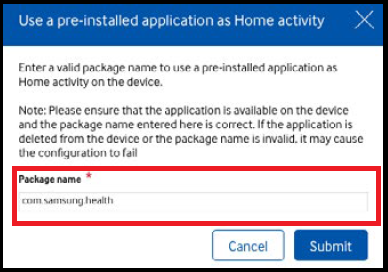 Use a pre-installed application as Home activity
Enter a valid package name to use a pre-installed application as
Home activity on the device.
Note: Please ensure that the application is available on the device
and the package name entered here is correct. If the application is
deleted from the device or the package name is invalid, it may cause
the configuration to fail
Package name *
com.samsung.health
Cancel
Submit